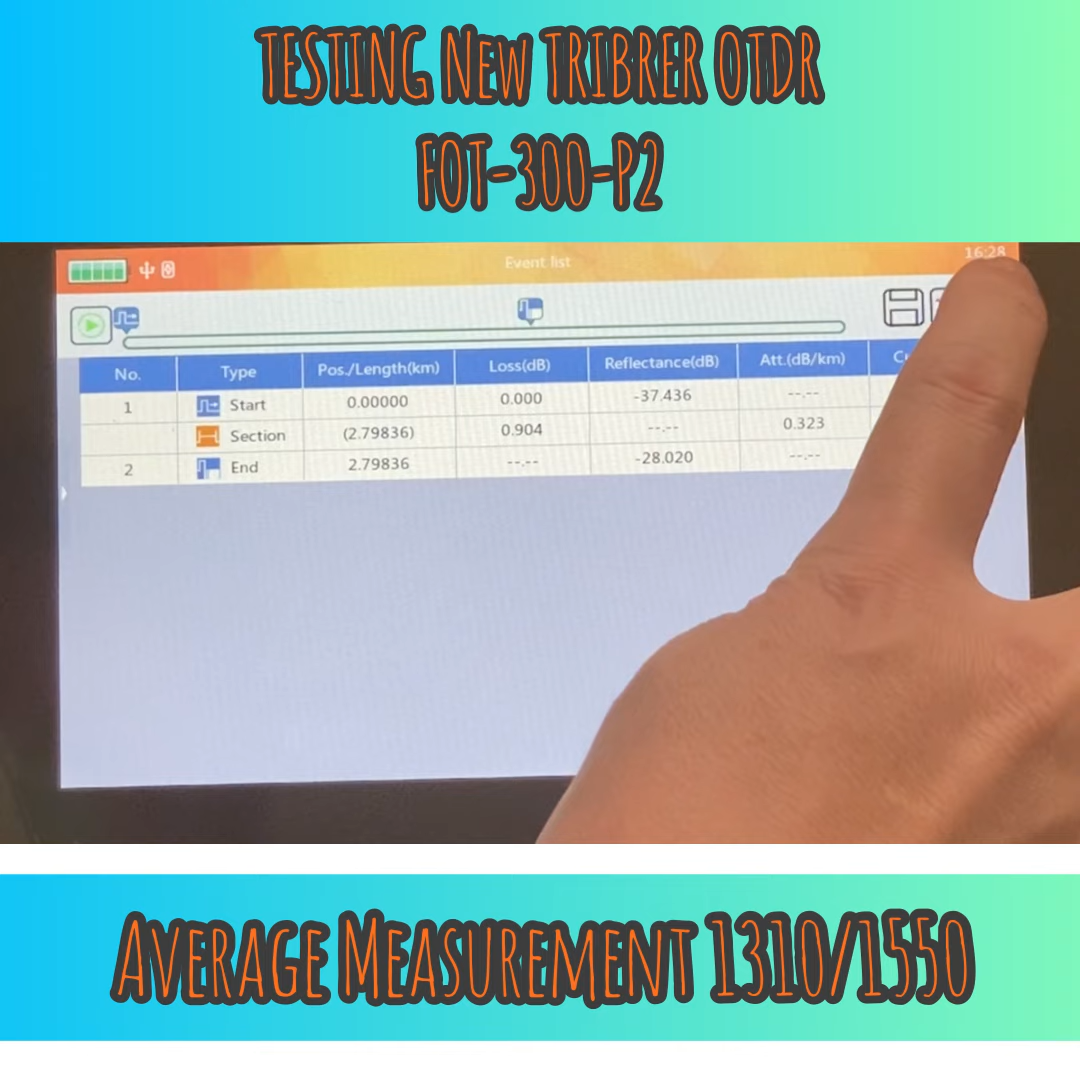 TESTING NEW TRIBRER OTDR
FOT-300-P2
16:28
Event list
No. Type Pos./Length(km) Loss(dB) Reflectance(dB) Att.(dB/km)
1 Start 0.00000 0.000 -37.436 --.--
Section (2.79836) 0.904 --.-- 0.323
2 End 2.79836 --.-- -28.020 --.--
AVERAGE MEASUREMENT 1310/1550